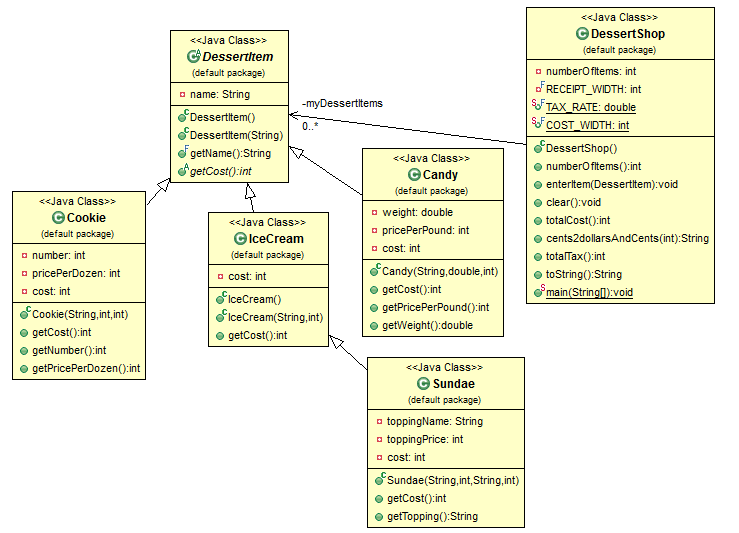 <<Java Class>>
DessertItem
(default package)
name: String
DessertItem()
DessertItem(String)
getName():String
getCost():int
-myDessertItems
0..*
<<Java Class>>
DessertShop
(default package)
numberOfItems: int
RECEIPT_WIDTH: int
TAX_RATE: double
COST_WIDTH: int
DessertShop()
numberOfItems():int
enterItem(DessertItem):void
clear():void
totalCost():int
cents2dollarsAndCents(int):String
totalTax():int
toString():String
main(String[]):void
<<Java Class>>
Cookie
(default package)
number: int
pricePerDozen: int
cost: int
Cookie(String,int,int)
getCost():int
getNumber():int
getPricePerDozen():int
<<Java Class>>
IceCream
(default package)
cost: int
IceCream()
IceCream(String,int)
getCost():int
<<Java Class>>
Candy
(default package)
weight: double
pricePerPound: int
cost: int
Candy(String,double,int)
getCost():int
getPricePerPound():int
getWeight():double
<<Java Class>>
Sundae
(default package)
toppingName: String
toppingPrice: int
cost: int
Sundae(String,int,String,int)
getCost():int
getTopping():String